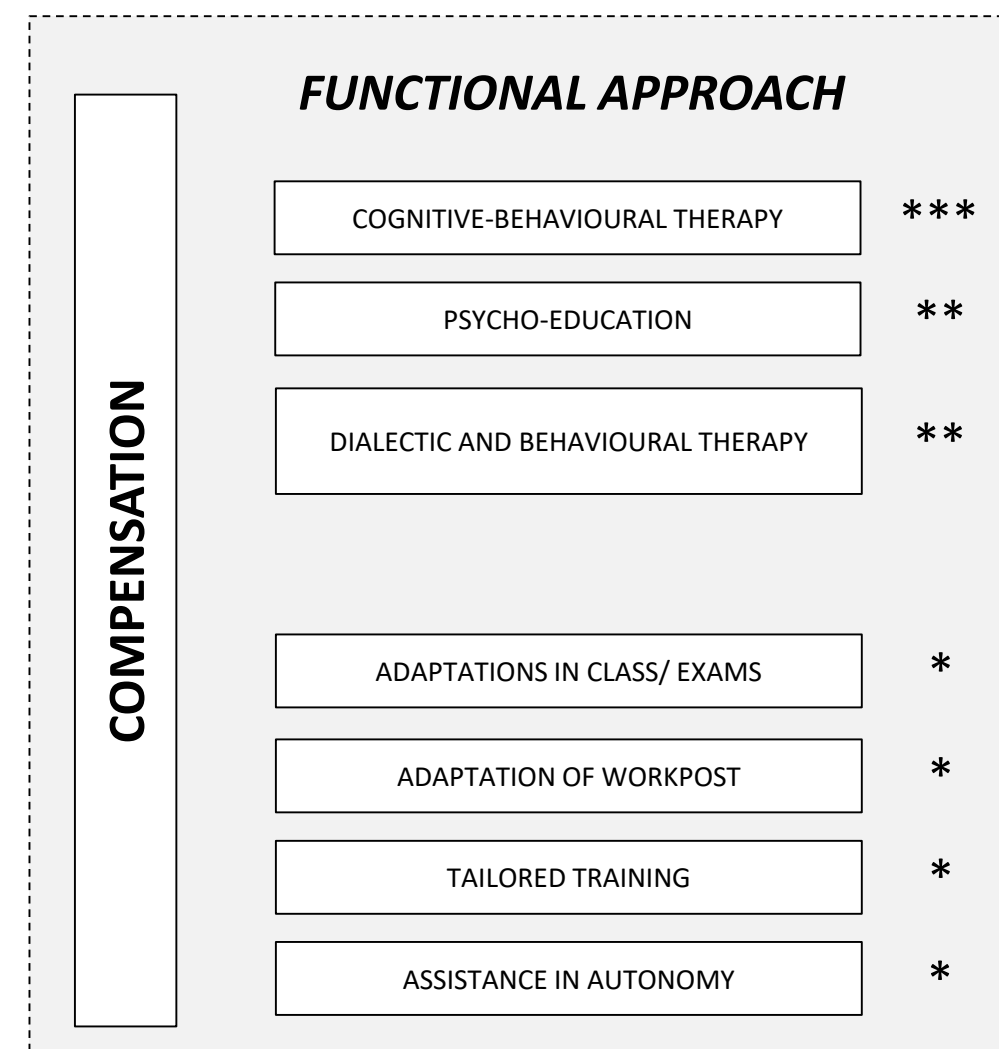 FUNCTIONAL APPROACH
COMPENSATION
COGNITIVE-BEHAVIOURAL THERAPY ***
PSYCHO-EDUCATION **
DIALECTIC AND BEHAVIOURAL THERAPY **
ADAPTATIONS IN CLASS/ EXAMS *
ADAPTATION OF WORKPOST *
TAILORED TRAINING *
ASSISTANCE IN AUTONOMY *